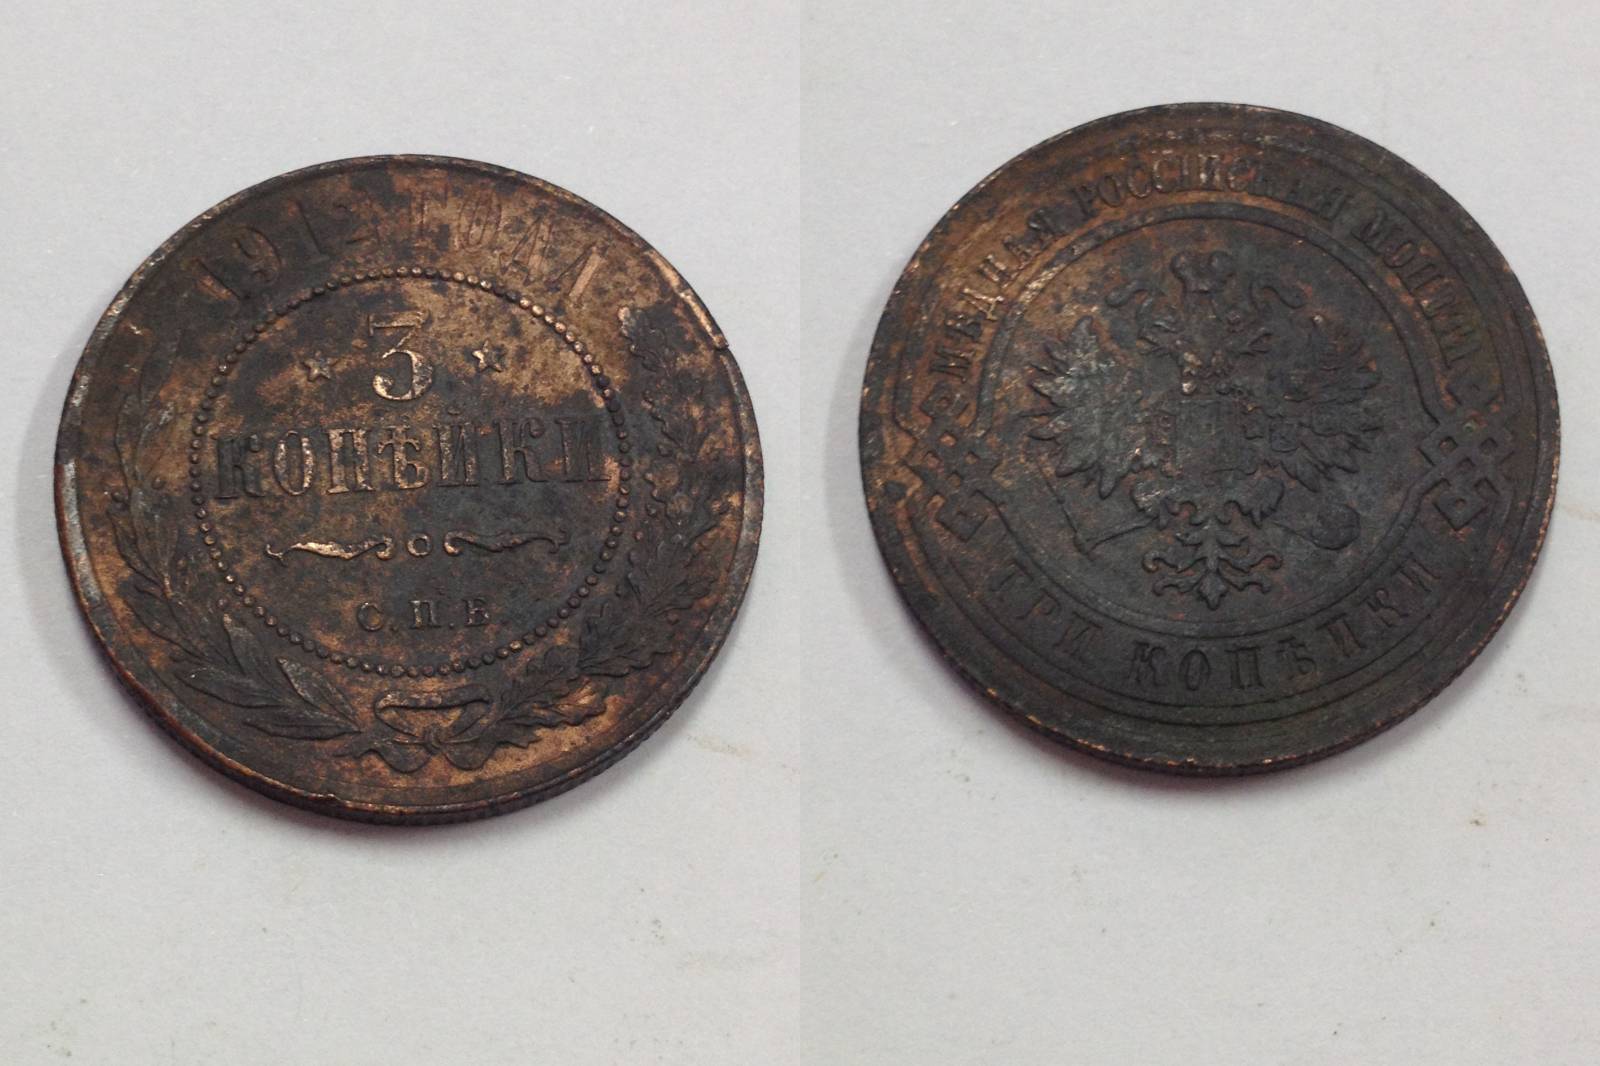 1912 ГОДА
3
КОПѢЙКИ
С.П.Б.
МѢДНАЯ РОССІЙСКАЯ МОНЕТА
ТРИ КОПѢЙКИ